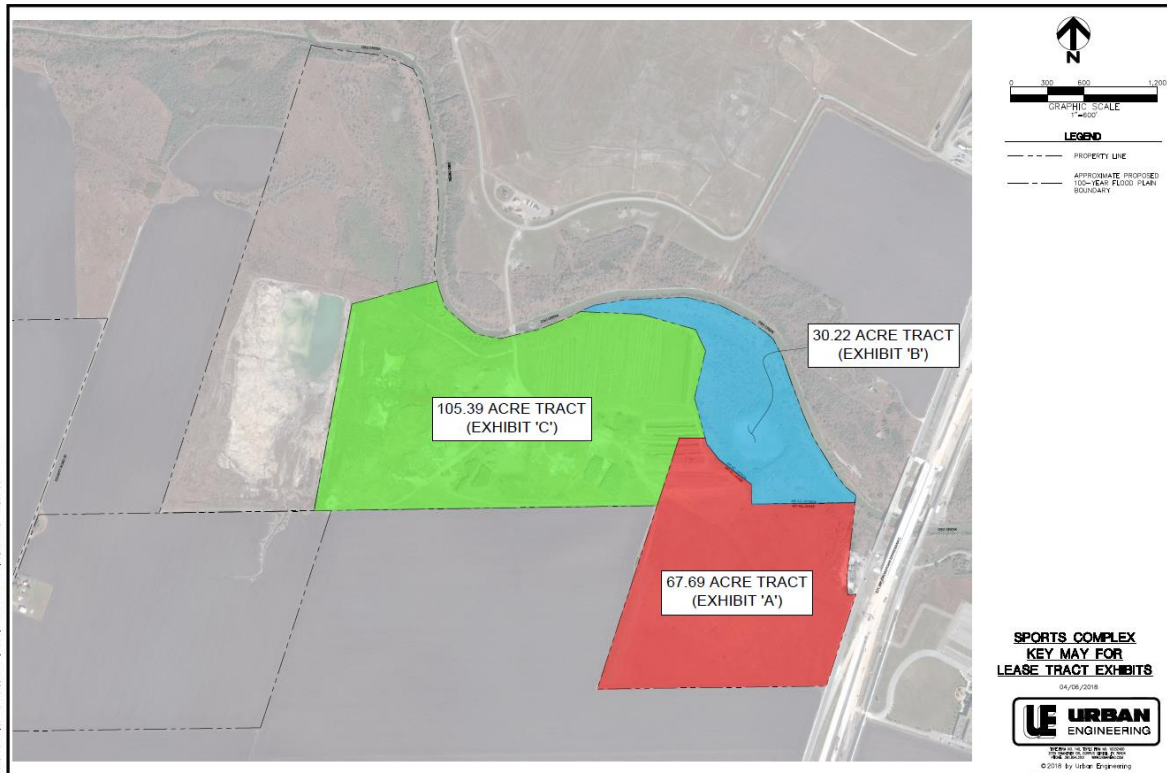 105.39 ACRE TRACT
(EXHIBIT 'C')
30.22 ACRE TRACT
(EXHIBIT 'B')
67.69 ACRE TRACT
(EXHIBIT 'A')
N
0 300 600 1,200
GRAPHIC SCALE
1"=600'
LEGEND
PROPERTY LINE
APPROXIMATE PROPOSED
100-YEAR FLOOD PLAIN
BOUNDARY
SPORTS COMPLEX
KEY MAY FOR
LEASE TRACT EXHIBITS
04/06/2018
UE URBAN
ENGINEERING
©2018 by Urban Engineering